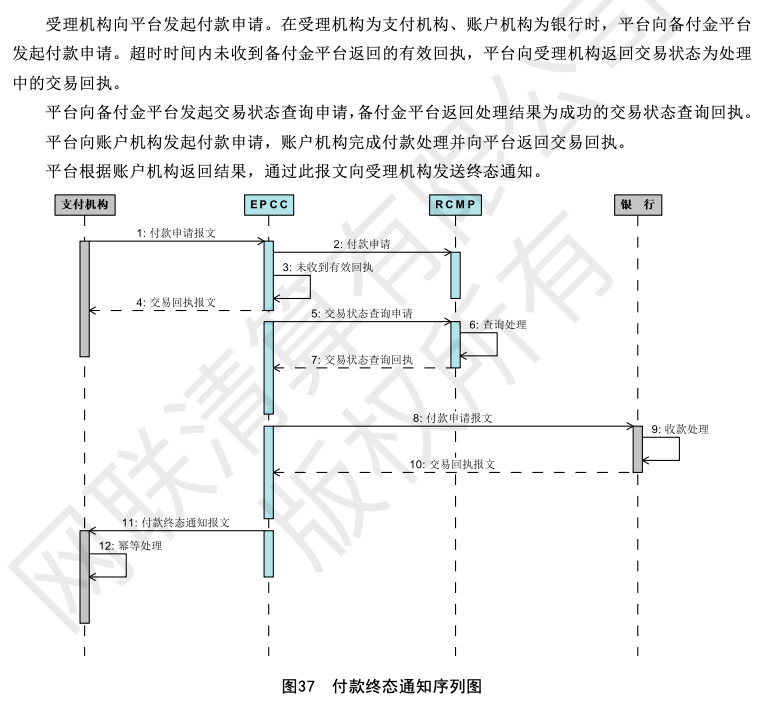 受理机构向平台发起付款申请。在受理机构为支付机构、账户机构为银行时，平台向备付金平台
发起付款申请。超时时间内未收到备付金平台返回的有效回执，平台向受理机构返回交易状态为处理
中的交易回执。
平台向备付金平台发起交易状态查询申请，备付金平台返回处理结果为成功的交易状态查询回执。
平台向账户机构发起付款申请，账户机构完成付款处理并向平台返回交易回执。
平台根据账户机构返回结果，通过此报文向受理机构发送终态通知。
支付机构 EPCC RCMP 银 行
1: 付款申请报文
2: 付款申请
3: 未收到有效回执
4: 交易回执报文
5: 交易状态查询申请
6: 查询处理
7: 交易状态查询回执
8: 付款申请报文
9: 收款处理
10: 交易回执报文
11: 付款终态通知报文
12: 幂等处理
图37 付款终态通知序列图
网联清算有限公司
版权所有